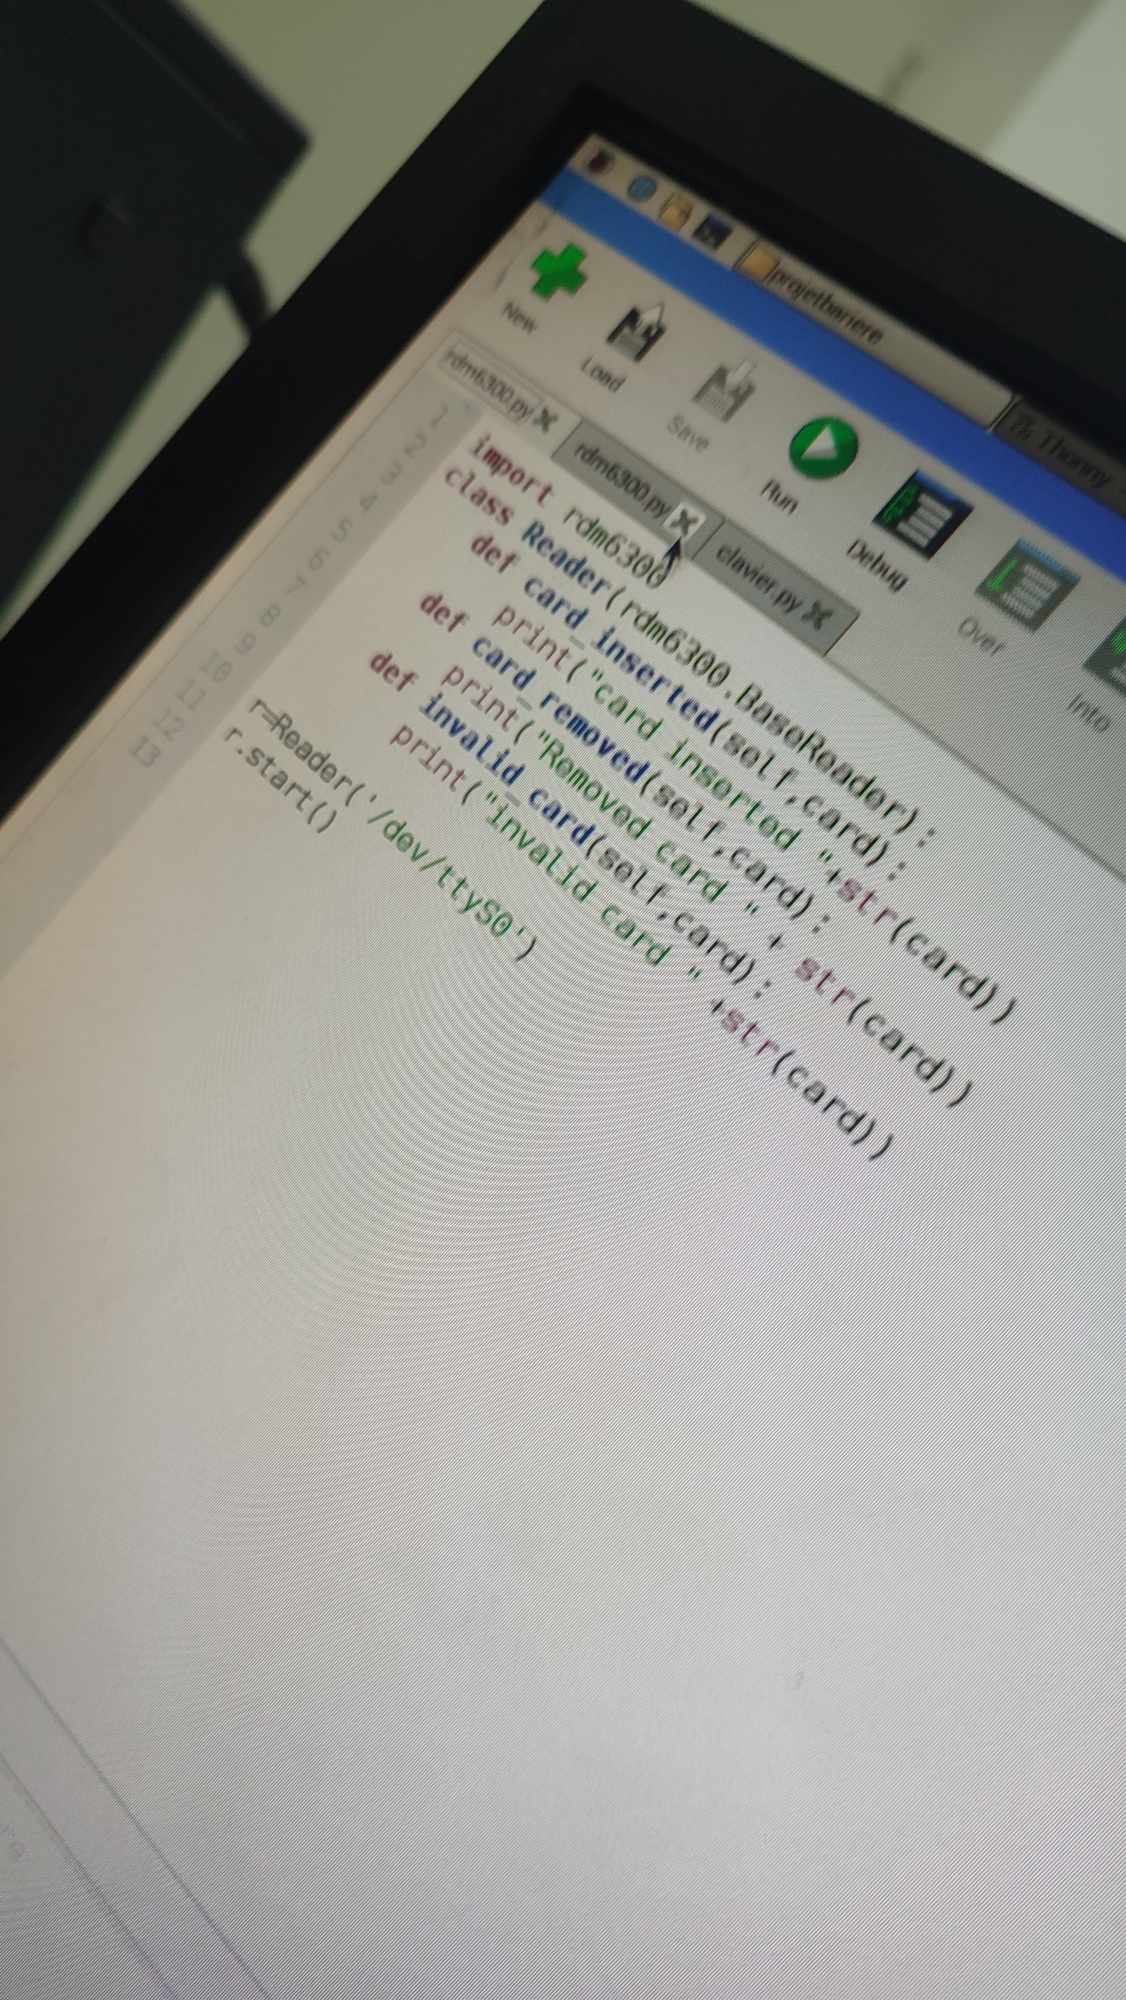 projetbariere
Thonny
New
Load
Save
Run
Debug
Over
Into
rdm6300.py
rdm6300.py
clavier.py
1
2
3
4
5
6
7
8
9
10
11
12
13
import rdm6300
class Reader(rdm6300.BaseReader):
def card_inserted(self,card):
print("card inserted "+str(card))
def card_removed(self,card):
print("Removed card " + str(card))
def invalid_card(self,card):
print("invalid card " +str(card))
r=Reader('/dev/ttyS0')
r.start()